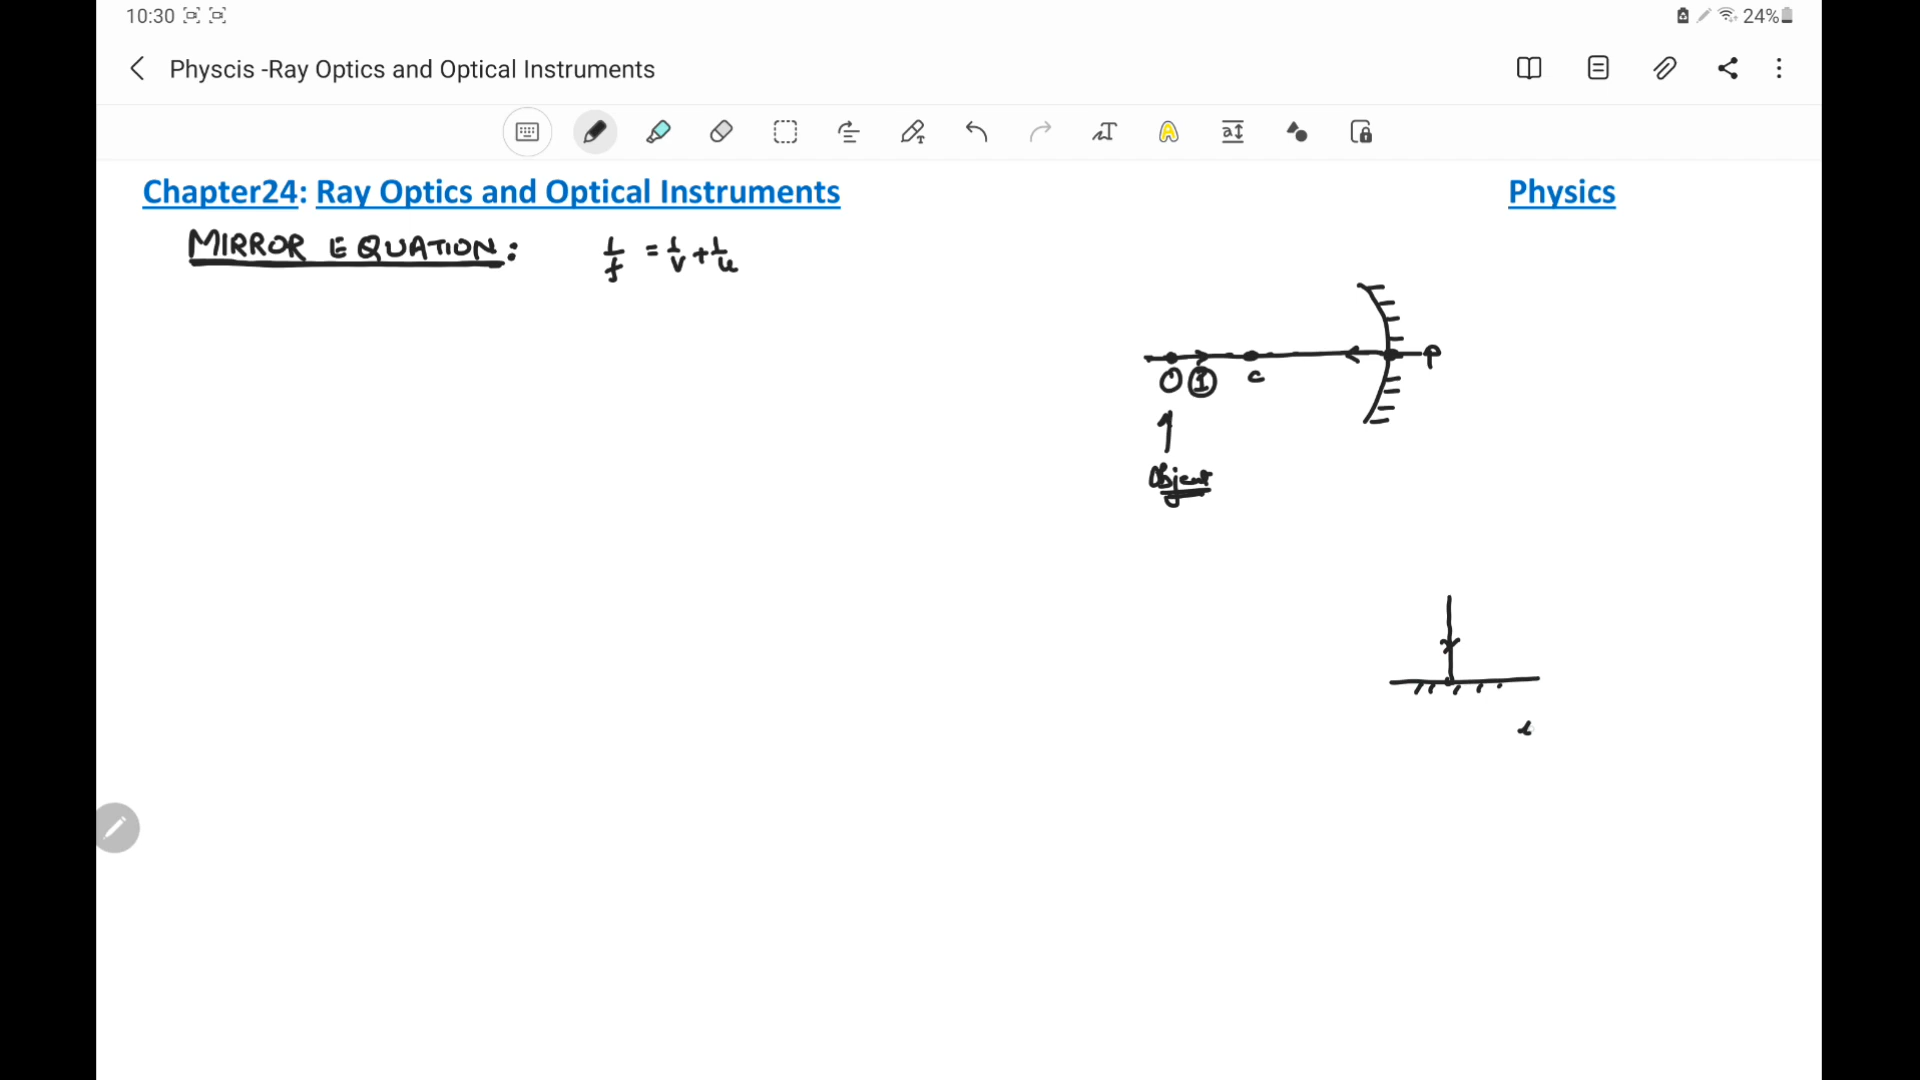 10:30 24%
Physcis -Ray Optics and Optical Instruments
Chapter24: Ray Optics and Optical Instruments Physics
MIRROR EQUATION: 1/f = 1/v + 1/u
P
O ① c
Object